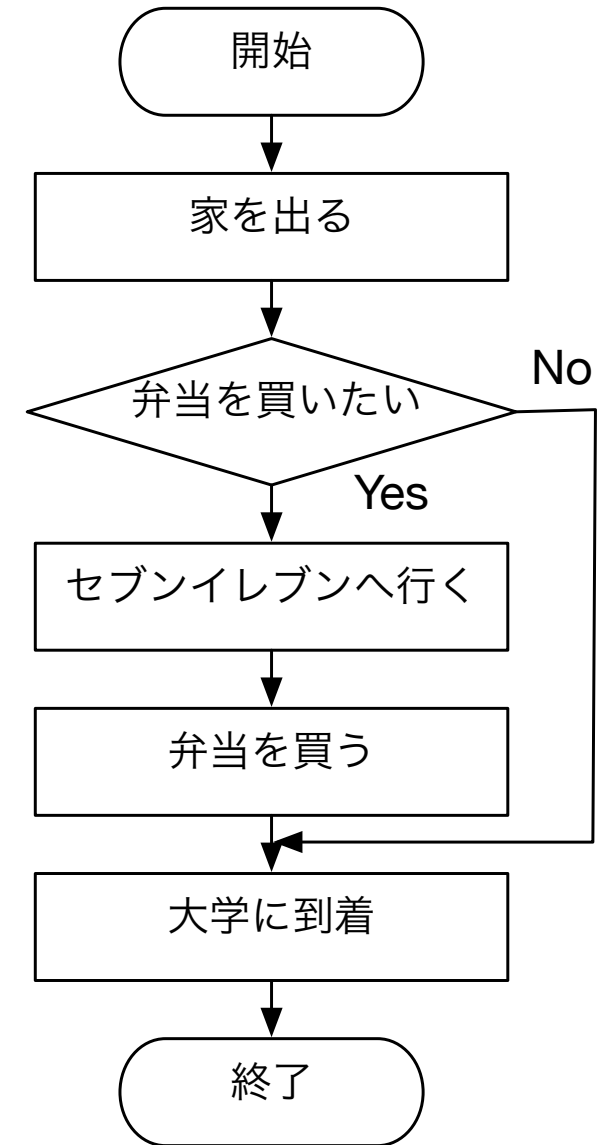 開始
家を出る
弁当を買いたい
No
Yes
セブンイレブンへ行く
弁当を買う
大学に到着
終了